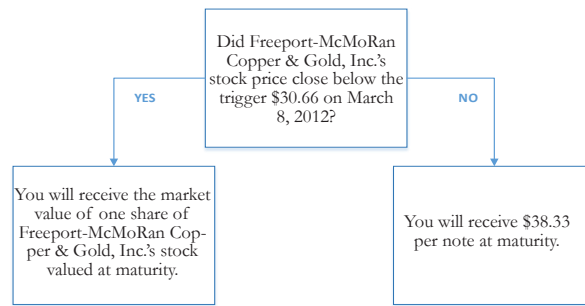 Did Freeport-McMoRan
Copper & Gold, Inc.'s
stock price close below the
trigger $30.66 on March
8, 2012?
YES
NO
You will receive the market
value of one share of
Freeport-McMoRan Cop-
per & Gold, Inc.'s stock
valued at maturity.
You will receive $38.33
per note at maturity.